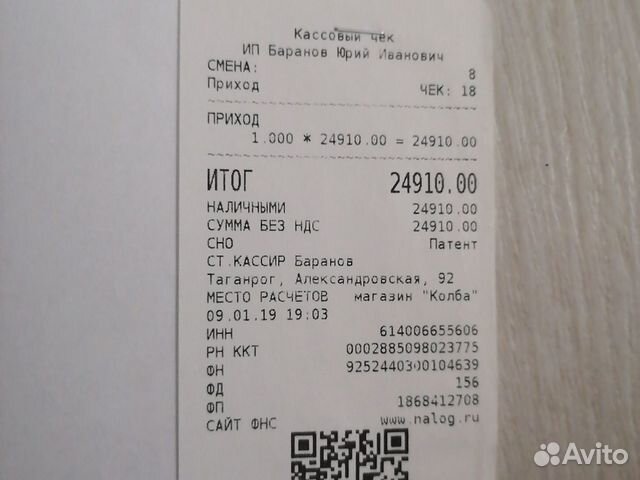 Кассовый чек
ИП Баранов Юрий Иванович
СМЕНА: 8
Приход ЧЕК: 18
ПРИХОД
1.000 * 24910.00 = 24910.00
ИТОГ 24910.00
НАЛИЧНЫМИ 24910.00
СУММА БЕЗ НДС 24910.00
СНО Патент
СТ.КАССИР Баранов
Таганрог, Александровская, 92
МЕСТО РАСЧЕТОВ магазин "Колба"
09.01.19 19:03
ИНН 614006655606
РН ККТ 0002885098023775
ФН 9252440300104639
ФД 156
ФП 1868412708
САЙТ ФНС www.nalog.ru
Avito